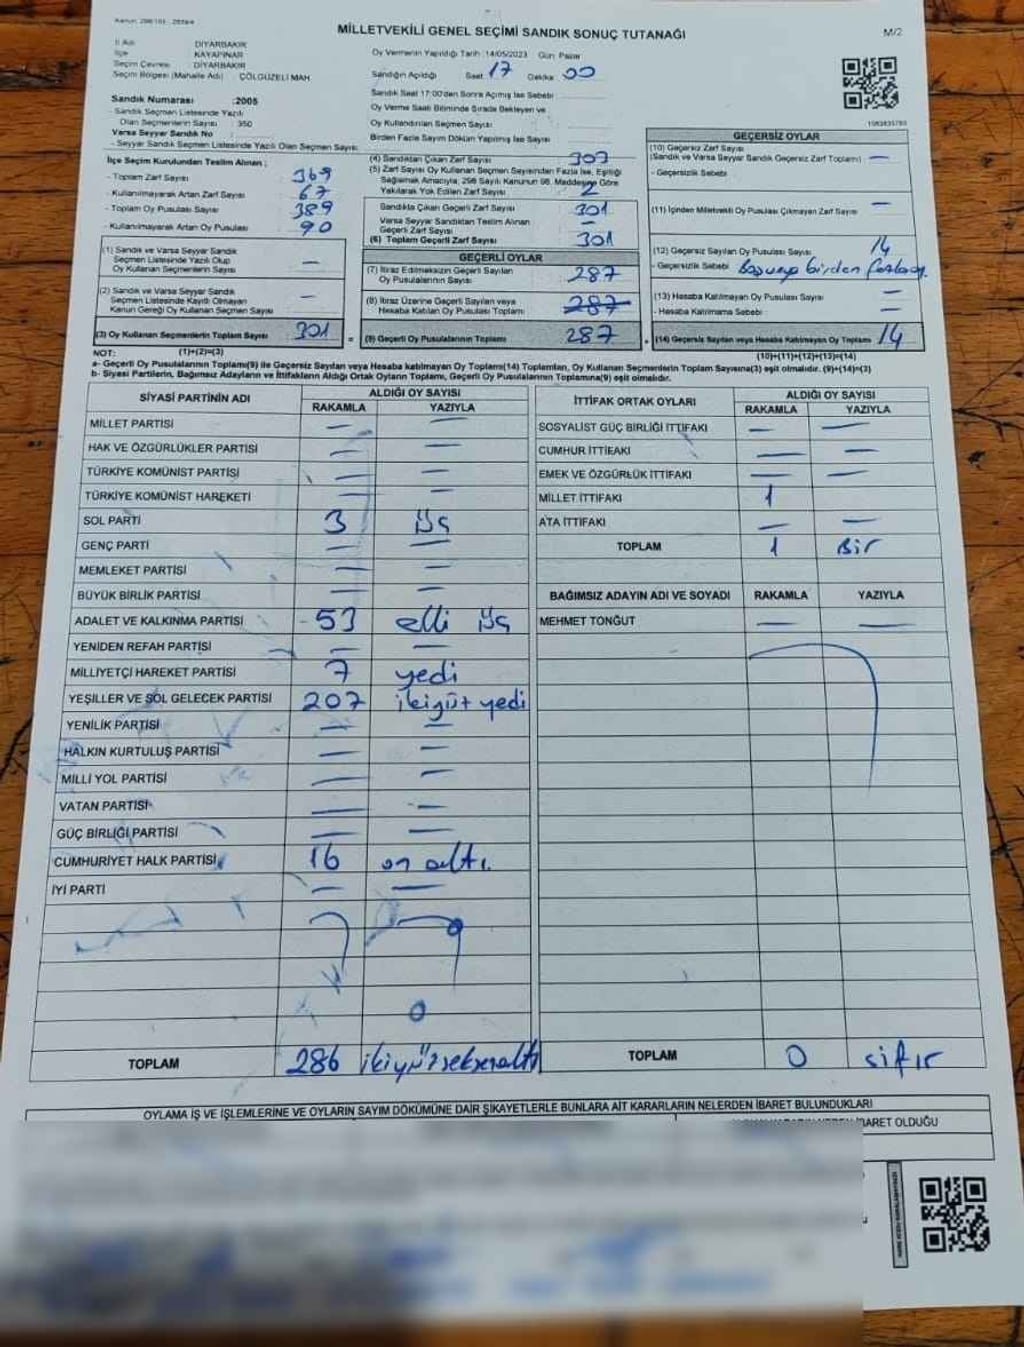 MİLLETVEKİLİ GENEL SEÇİMİ SANDIK SONUÇ TUTANAĞI
M/2
İl Adı : DİYARBAKIR
İlçe : KAYAPINAR
Seçim Çevresi : DİYARBAKIR
Seçim Bölgesi (Mahalle Adı) : ÇÖLGÜZELİ MAH.
Sandık Numarası :2005
Sandık Seçmen Listesinde Yazılı
Olan Seçmenlerin Sayısı : 350
Varsa Seyyar Sandık No :
- Seyyar Sandık Seçmen Listesinde Yazılı Olan Seçmen Sayısı:
Oy Vermenin Yapıldığı Tarih :14/05/2023 Gün: Pazar
Sandığın Açıldığı Saat: 17 Dakika: 00
Sandık Saat 17:00'den Sonra Açılmış İse Sebebi :
Oy Verme Saati Bitiminde Sırada Bekleyen ve
Oy Kullandırılan Seçmen Sayısı :
Birden Fazla Sayım Döküm Yapılmış İse Sayısı :
İlçe Seçim Kurulundan Teslim Alınan :
- Toplam Zarf Sayısı : 369
- Kullanılmayarak Artan Zarf Sayısı : 67
- Toplam Oy Pusulası Sayısı : 389
- Kullanılmayarak Artan Oy Pusulası : 90
(1) Sandık ve Varsa Seyyar Sandık
Seçmen Listesinde Yazılı Olup
Oy Kullanan Seçmenlerin Sayısı —
(2) Sandık ve Varsa Seyyar Sandık
Seçmen Listesinde Kayıtlı Olmayan
Kanun Gereği Oy Kullanan Seçmenlerin Sayısı —
(3) Oy Kullanan Seçmenlerin Toplam Sayısı 301
(1)+(2)=(3)
(4) Sandıktan Çıkan Zarf Sayısı 303
(5) Zarf Sayısı Oy Kullanan Seçmen Sayısından Fazla İse, Eşitliği
Sağlamak Amacıyla; 298 Sayılı Kanunun 98. Maddesine Göre
Yakılarak Yok Edilen Zarf Sayısı 2
Sandıkta Çıkan Geçerli Zarf Sayısı 301
Varsa Seyyar Sandıktan Teslim Alınan
Geçerli Zarf Sayısı —
(6) Toplam Geçerli Zarf Sayısı 301
GEÇERLİ OYLAR
(7) İtiraz Edilmeksizin Geçerli Sayılan
Oy Pusulalarının Sayısı 287
(8) İtiraz Üzerine Geçerli Sayılan veya
Hesaba Katılan Oy Pusulası Toplamı 287
(9) Geçerli Oy Pusulalarının Toplamı 287
GEÇERSİZ OYLAR
(10) Geçersiz Zarf Sayısı
(Sandık ve Varsa Seyyar Sandık Geçersiz Zarf Toplamı) —
- Geçersizlik Sebebi
(11) İçinden Milletvekili Oy Pusulası Çıkmayan Zarf Sayısı —
(12) Geçersiz Sayılan Oy Pusulası Sayısı 14
- Geçersizlik Sebebi birden
(13) Hesaba Katılmayan Oy Pusulası Sayısı —
- Hesaba Katılmama Sebebi —
(14) Geçersiz Sayılan veya Hesaba Katılmayan Oy Toplamı 14
(10)+(11)+(12)+(13)=(14)
NOT:
a- Geçerli Oy Pusulalarının Toplamı(9) ile Geçersiz Sayılan veya Hesaba katılmayan Oy Toplamı(14) Toplamları, Oy Kullanan Seçmenlerin Toplam Sayısına(3) eşit olmalıdır. (9)+(14)=(3)
b- Siyasi Partilerin, Bağımsız Adayların ve İttifakların Aldığı Ortak Oyların Toplamı, Geçerli Oy Pusulalarının Toplamına(9) eşit olmalıdır.
SİYASİ PARTİNİN ADI ALDIĞI OY SAYISI
RAKAMLA YAZIYLA
MİLLET PARTİSİ — —
HAK VE ÖZGÜRLÜKLER PARTİSİ — —
TÜRKİYE KOMÜNİST PARTİSİ — —
TÜRKİYE KOMÜNİST HAREKETİ — —
SOL PARTİ 3 üç
GENÇ PARTİ — —
MEMLEKET PARTİSİ — —
BÜYÜK BİRLİK PARTİSİ — —
ADALET VE KALKINMA PARTİSİ 53 elli üç
YENİDEN REFAH PARTİSİ — —
MİLLİYETÇİ HAREKET PARTİSİ 7 yedi
YEŞİLLER VE SOL GELECEK PARTİSİ 207 ikiyüz yedi
YENİLİK PARTİSİ — —
HALKIN KURTULUŞ PARTİSİ — —
MİLLİ YOL PARTİSİ — —
VATAN PARTİSİ — —
GÜÇ BİRLİĞİ PARTİSİ — —
CUMHURİYET HALK PARTİSİ 16 on altı
İYİ PARTİ — —
TOPLAM 286 ikiyüzseksenaltı
İTTİFAK ORTAK OYLARI ALDIĞI OY SAYISI
RAKAMLA YAZIYLA
SOSYALİST GÜÇ BİRLİĞİ İTTİFAKI — —
CUMHUR İTTİFAKI — —
EMEK VE ÖZGÜRLÜK İTTİFAKI — —
MİLLET İTTİFAKI 1
ATA İTTİFAKI — —
TOPLAM 1 Bir
BAĞIMSIZ ADAYIN ADI VE SOYADI RAKAMLA YAZIYLA
MEHMET TONĞUT — —
TOPLAM 0 sıfır
OYLAMA İŞ VE İŞLEMLERİNE VE OYLARIN SAYIM DÖKÜMÜNE DAİR ŞİKAYETLERLE BUNLARA AİT KARARLARIN NELERDEN İBARET BULUNDUKLARI
İBARET OLDUĞU